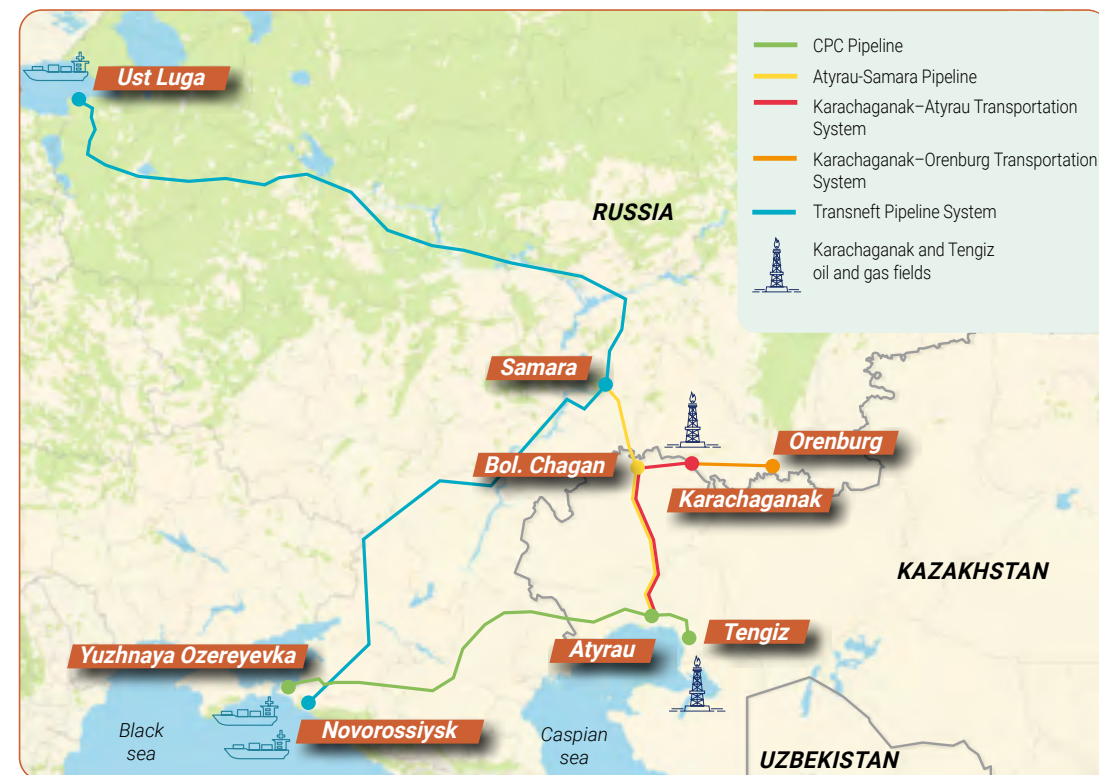 Ust Luga
CPC Pipeline
Atyrau-Samara Pipeline
Karachaganak–Atyrau Transportation
System
Karachaganak–Orenburg Transportation
System
Transneft Pipeline System
Karachaganak and Tengiz
oil and gas fields
RUSSIA
Samara
Orenburg
Bol. Chagan
Karachaganak
KAZAKHSTAN
Tengiz
Atyrau
Yuzhnaya Ozereyevka
Novorossiysk
Black
sea
Caspian
sea
UZBEKISTAN